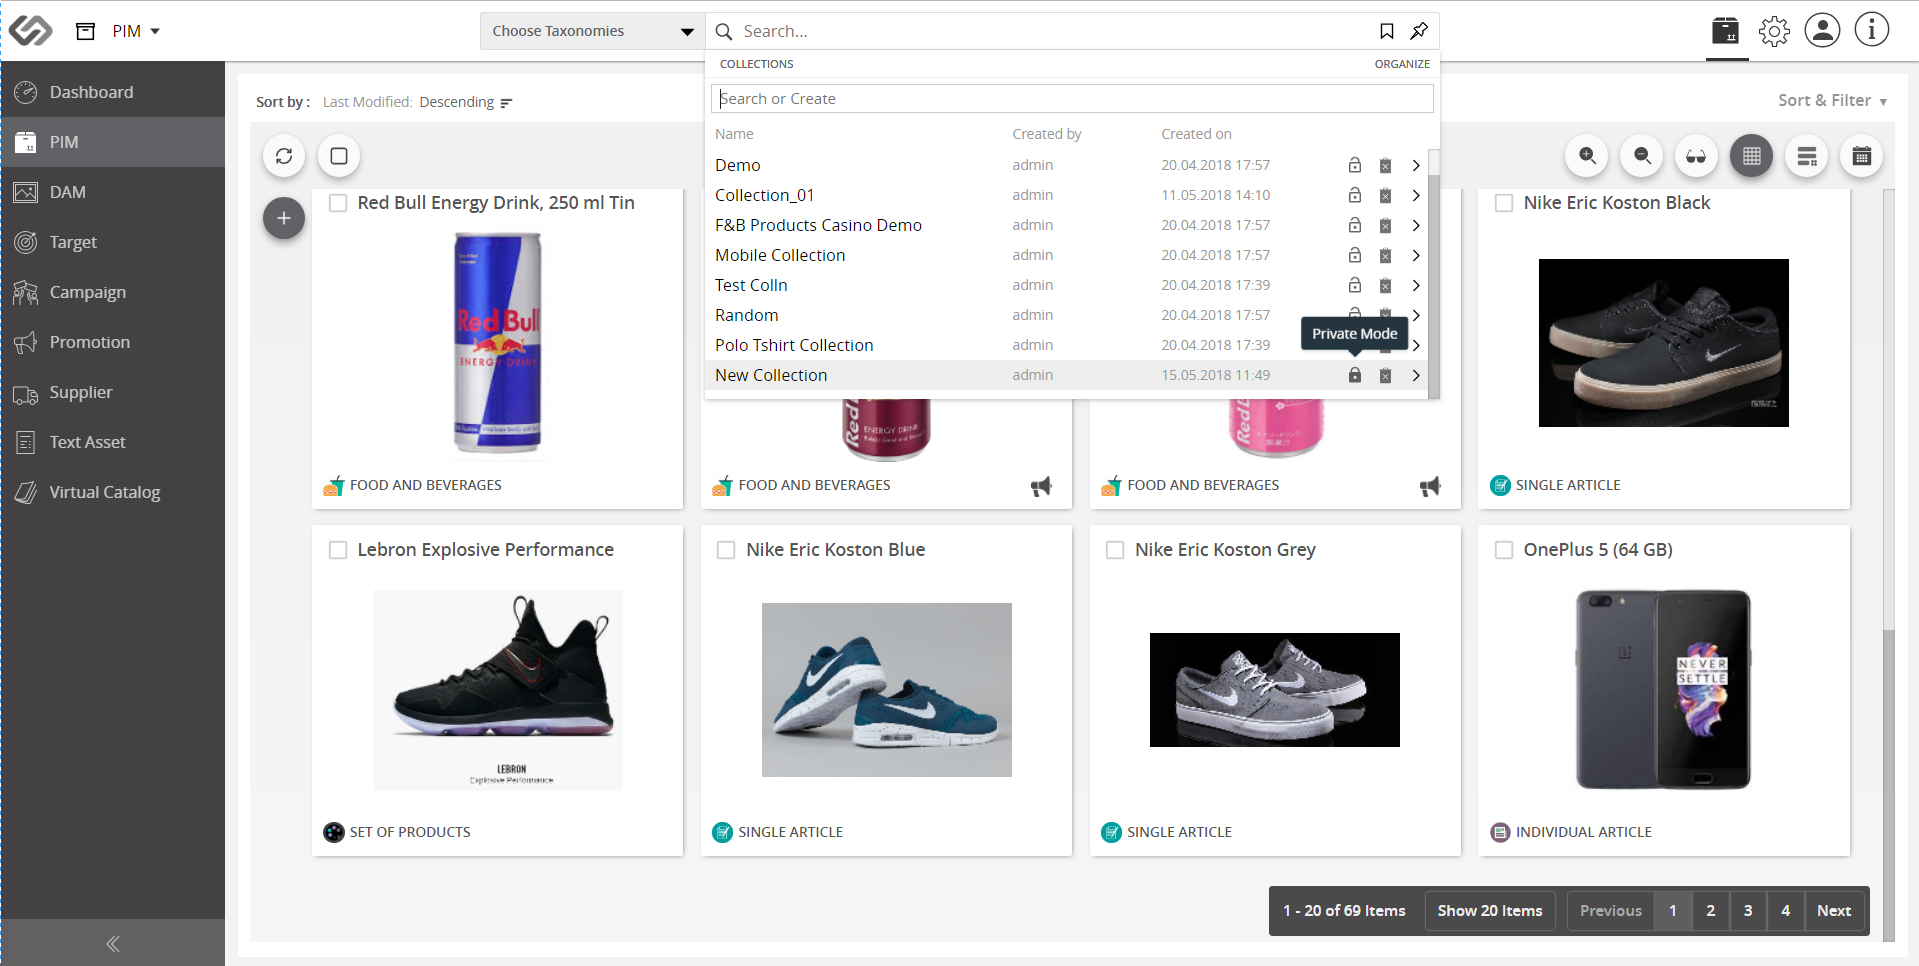 PIM
Choose Taxonomies
Search...
COLLECTIONS
ORGANIZE
Search or Create
Name Created by Created on
Demo admin 20.04.2018 17:57
Collection_01 admin 11.05.2018 14:10
F&B Products Casino Demo admin 20.04.2018 17:57
Mobile Collection admin 20.04.2018 17:57
Test Colln admin 20.04.2018 17:39
Random admin 20.04.2018 17:57
Polo Tshirt Collection admin 20.04.2018 17:39
New Collection admin 15.05.2018 11:49
Private Mode
Dashboard
PIM
DAM
Target
Campaign
Promotion
Supplier
Text Asset
Virtual Catalog
Sort by : Last Modified: Descending
Sort & Filter
Red Bull Energy Drink, 250 ml Tin
Red Bull
ENERGY DRINK
FOOD AND BEVERAGES
RedB
ENERGY DRINK
FOOD AND BEVERAGES
RedB
FOOD AND BEVERAGES
Nike Eric Koston Black
SINGLE ARTICLE
Lebron Explosive Performance
LEBRON
Explosive Performance
SET OF PRODUCTS
Nike Eric Koston Blue
SINGLE ARTICLE
Nike Eric Koston Grey
SINGLE ARTICLE
OnePlus 5 (64 GB)
NEVER
SETTLE
INDIVIDUAL ARTICLE
1 - 20 of 69 Items
Show 20 Items
Previous 1 2 3 4 Next